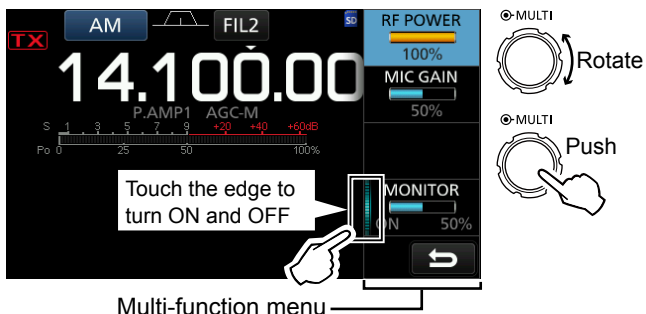 AM
FIL2
SD
TX
14.100.00
P.AMP1 AGC-M
S 1 3 5 7 9 +20 +40 +60dB
Po 0 25 50 100%
RF POWER
100%
MIC GAIN
50%
MONITOR
ON 50%
Touch the edge to
turn ON and OFF
Multi-function menu
MULTI
Rotate
MULTI
Push